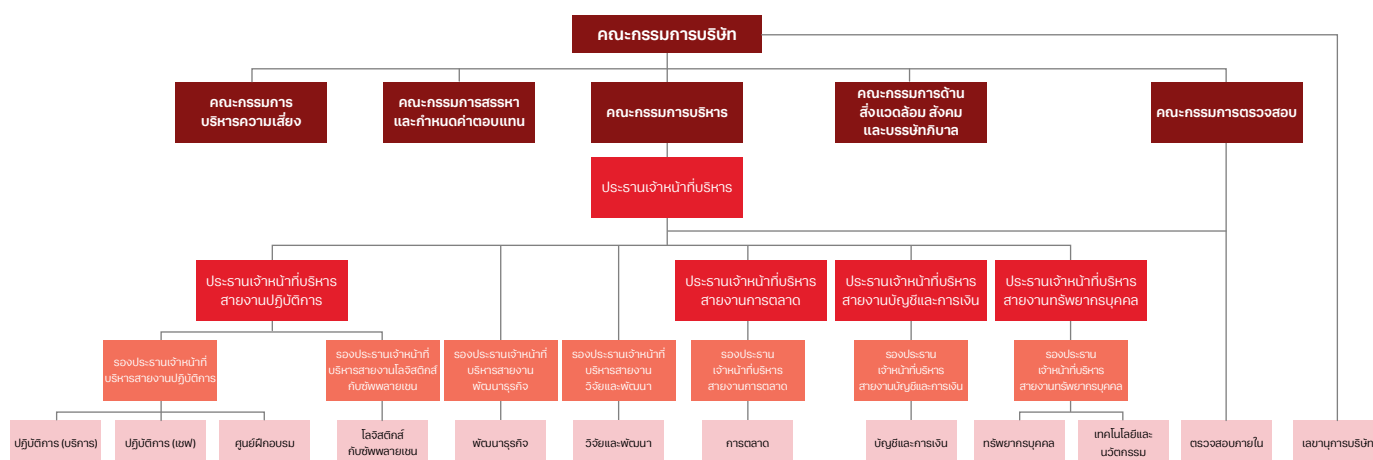 คณะกรรมการบริษัท
คณะกรรมการ
บริหารความเสี่ยง
คณะกรรมการสรรหา
และกำหนดค่าตอบแทน
คณะกรรมการบริหาร
คณะกรรมการด้าน
สิ่งแวดล้อม สังคม
และบรรษัทภิบาล
คณะกรรมการตรวจสอบ
ประธานเจ้าหน้าที่บริหาร
ประธานเจ้าหน้าที่บริหาร
สายงานปฏิบัติการ
ประธานเจ้าหน้าที่บริหาร
สายงานการตลาด
ประธานเจ้าหน้าที่บริหาร
สายงานบัญชีและการเงิน
ประธานเจ้าหน้าที่บริหาร
สายงานทรัพยากรบุคคล
รองประธานเจ้าหน้าที่
บริหารสายงานปฏิบัติการ
รองประธานเจ้าหน้าที่
บริหารสายงานโลจิสติกส์
กับซัพพลายเชน
รองประธานเจ้าหน้าที่
บริหารสายงาน
พัฒนาธุรกิจ
รองประธานเจ้าหน้าที่
บริหารสายงาน
วิจัยและพัฒนา
รองประธาน
เจ้าหน้าที่บริหาร
สายงานการตลาด
รองประธาน
เจ้าหน้าที่บริหาร
สายงานบัญชีและการเงิน
รองประธาน
เจ้าหน้าที่บริหาร
สายงานทรัพยากรบุคคล
ปฏิบัติการ (บริการ)
ปฏิบัติการ (เชฟ)
ศูนย์ฝึกอบรม
โลจิสติกส์
กับซัพพลายเชน
พัฒนาธุรกิจ
วิจัยและพัฒนา
การตลาด
บัญชีและการเงิน
ทรัพยากรบุคคล
เทคโนโลยีและ
นวัตกรรม
ตรวจสอบภายใน
เลขานุการบริษัท